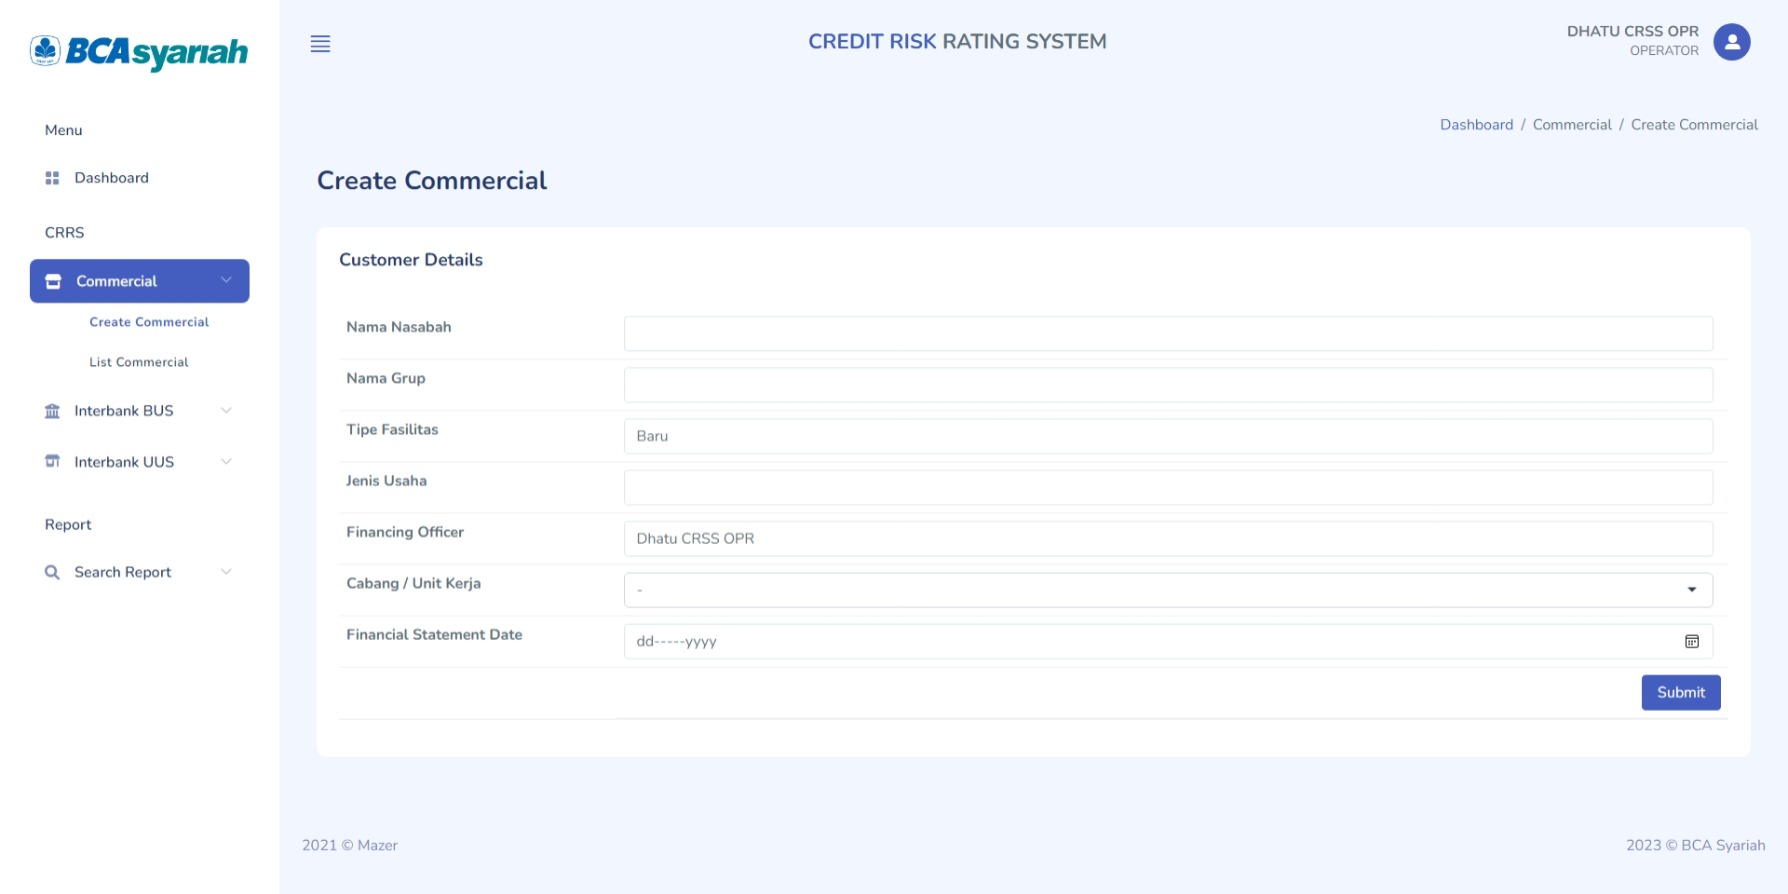 BCA syariah
CREDIT RISK RATING SYSTEM
DHATU CRSS OPR
OPERATOR
Menu
Dashboard
CRRS
Commercial
Create Commercial
List Commercial
Interbank BUS
Interbank UUS
Report
Search Report
Dashboard / Commercial / Create Commercial
Create Commercial
Customer Details
Nama Nasabah
Nama Grup
Tipe Fasilitas
Baru
Jenis Usaha
Financing Officer
Dhatu CRSS OPR
Cabang / Unit Kerja
-
Financial Statement Date
dd-----yyyy
Submit
2021 © Mazer
2023 © BCA Syariah